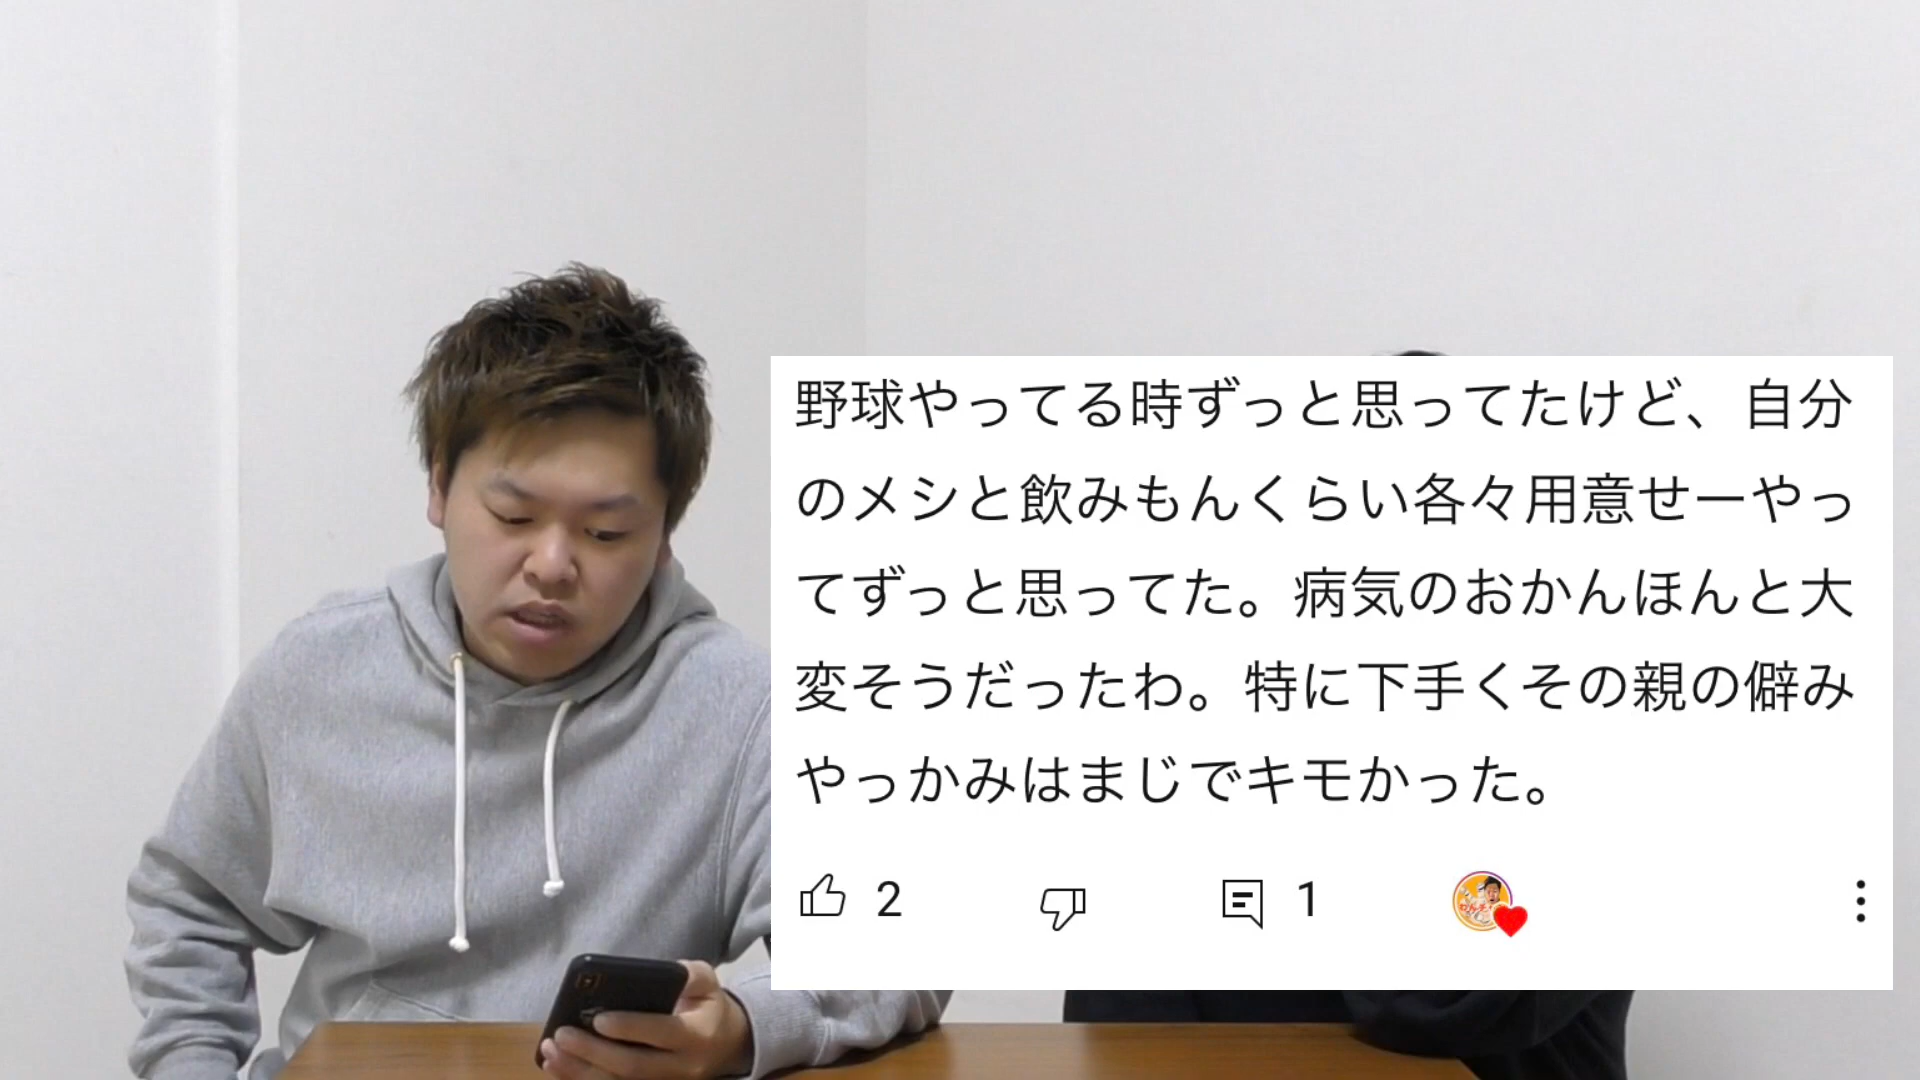 野球やってる時ずっと思ってたけど、自分
のメシと飲みもんくらい各々用意せーやっ
てずっと思ってた。病気のおかんほんと大
変そうだったわ。特に下手くその親の僻み
やっかみはまじでキモかった。
2
1